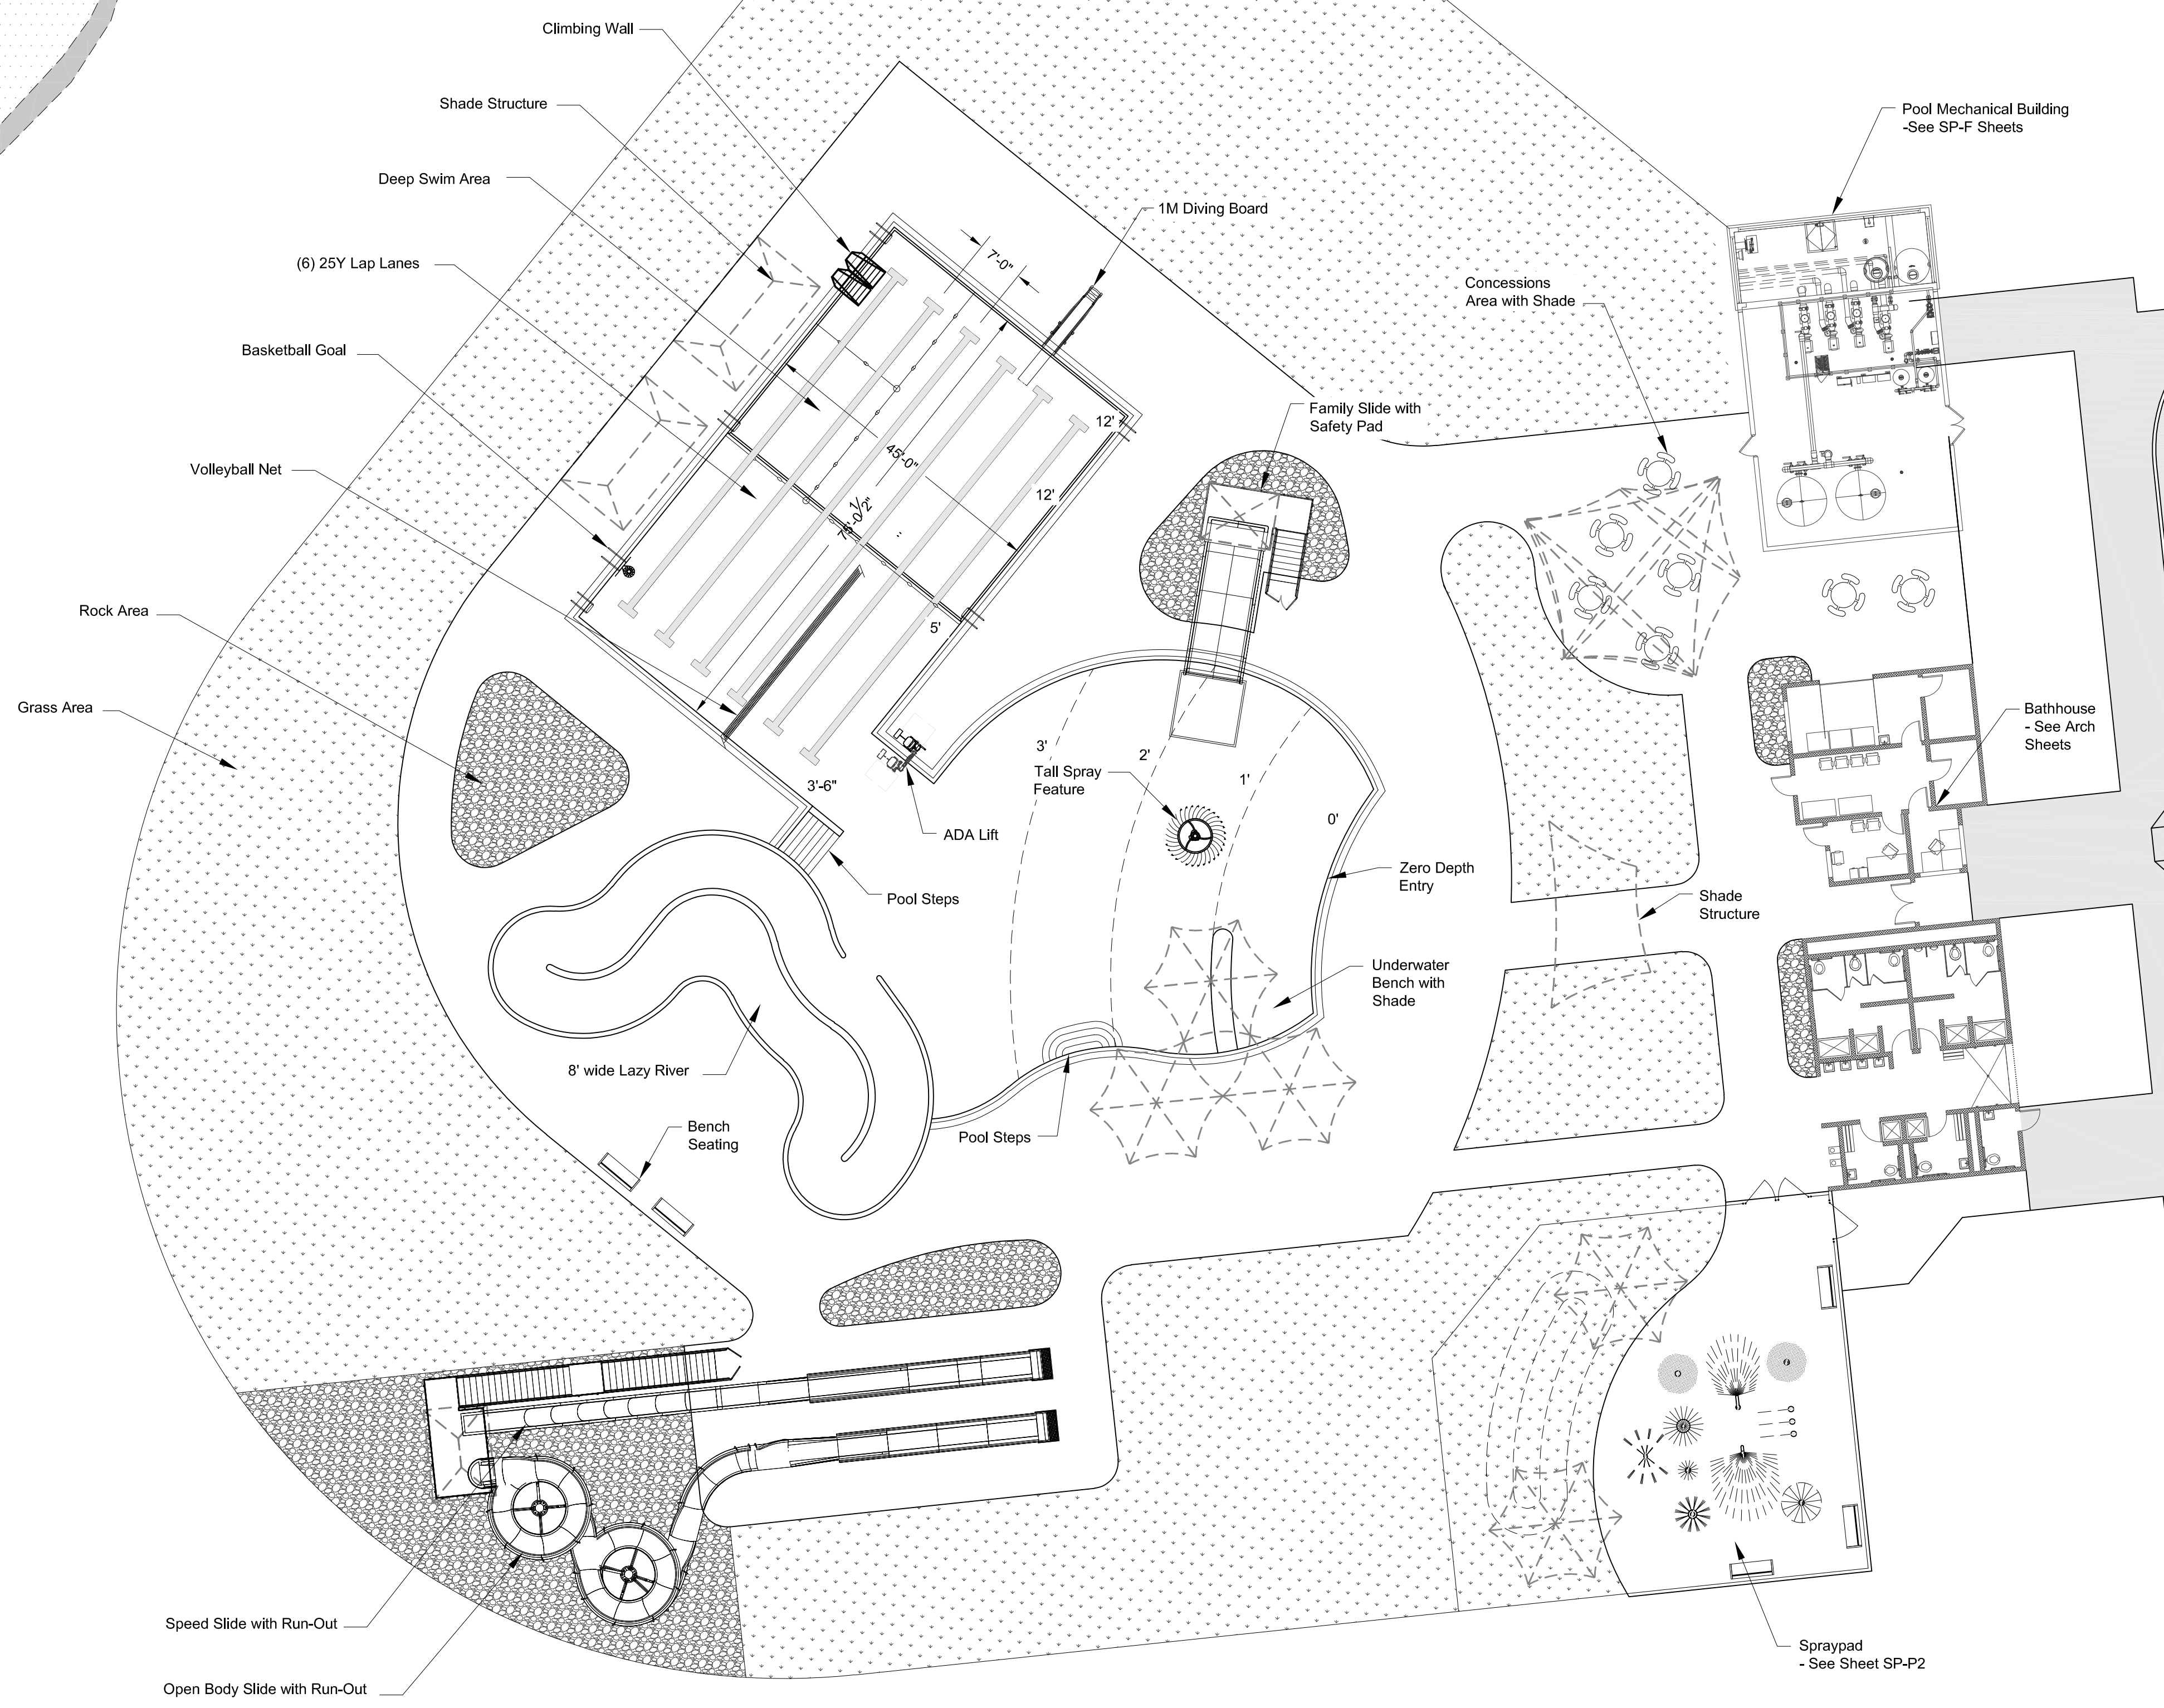 Climbing Wall
Shade Structure
Pool Mechanical Building
-See SP-F Sheets
Deep Swim Area
1M Diving Board
(6) 25Y Lap Lanes
7'-0"
Concessions
Area with Shade
Basketball Goal
Family Slide with
Safety Pad
12'
45'-0"
Volleyball Net
12'
75'-0 1/2"
Rock Area
5'
Grass Area
Bathhouse
- See Arch
Sheets
3'
2'
Tall Spray
Feature
1'
3'-6"
0'
ADA Lift
Zero Depth
Entry
Pool Steps
Shade
Structure
Underwater
Bench with
Shade
8' wide Lazy River
Bench
Seating
Pool Steps
Speed Slide with Run-Out
Spraypad
- See Sheet SP-P2
Open Body Slide with Run-Out